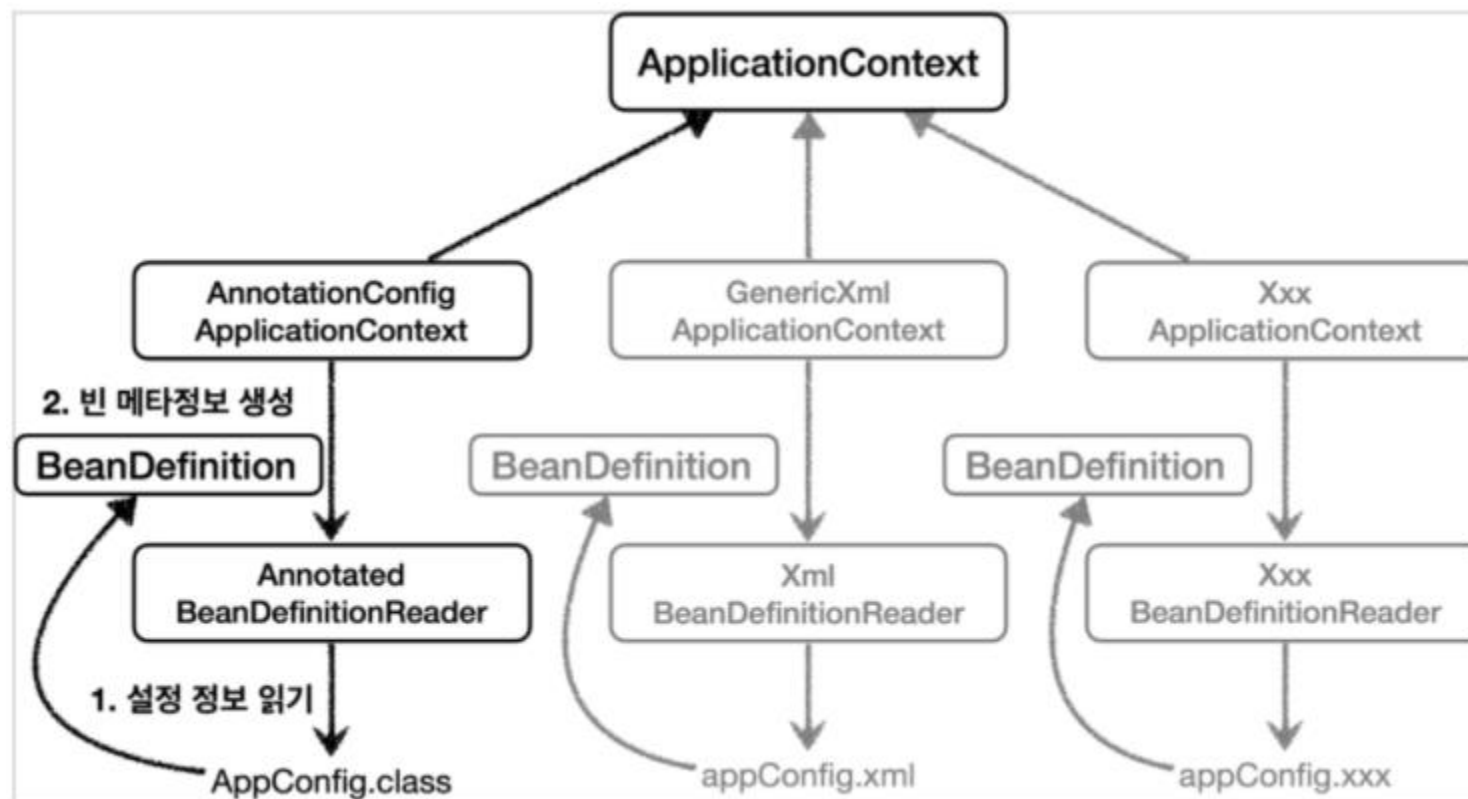 ApplicationContext
AnnotationConfig
ApplicationContext
GenericXml
ApplicationContext
Xxx
ApplicationContext
2. 빈 메타정보 생성
BeanDefinition
BeanDefinition
BeanDefinition
Annotated
BeanDefinitionReader
Xml
BeanDefinitionReader
Xxx
BeanDefinitionReader
1. 설정 정보 읽기
AppConfig.class
appConfig.xml
appConfig.xxx